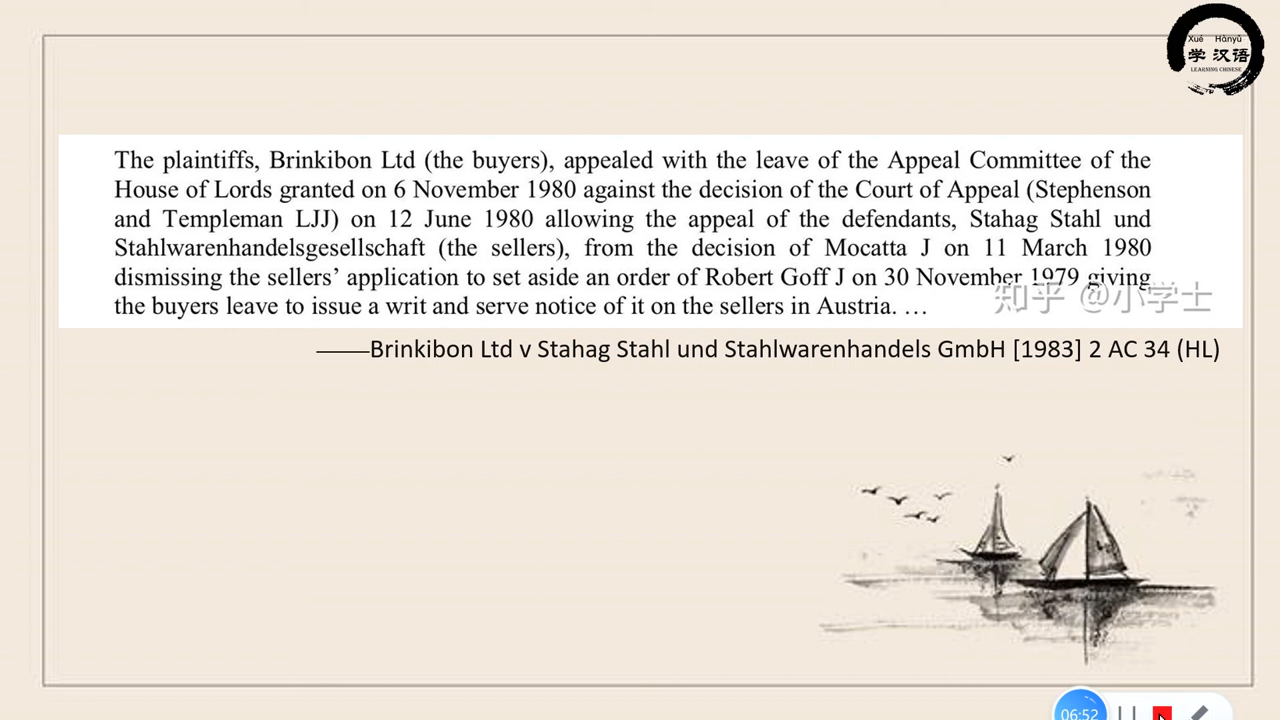 Xué Hànyǔ
学 汉语
LEARNING CHINESE
The plaintiffs, Brinkibon Ltd (the buyers), appealed with the leave of the Appeal Committee of the
House of Lords granted on 6 November 1980 against the decision of the Court of Appeal (Stephenson
and Templeman LJJ) on 12 June 1980 allowing the appeal of the defendants, Stahag Stahl und
Stahlwarenhandelsgesellschaft (the sellers), from the decision of Mocatta J on 11 March 1980
dismissing the sellers’ application to set aside an order of Robert Goff J on 30 November 1979 giving
the buyers leave to issue a writ and serve notice of it on the sellers in Austria. …
知乎 @小学士
——Brinkibon Ltd v Stahag Stahl und Stahlwarenhandels GmbH [1983] 2 AC 34 (HL)
06:52